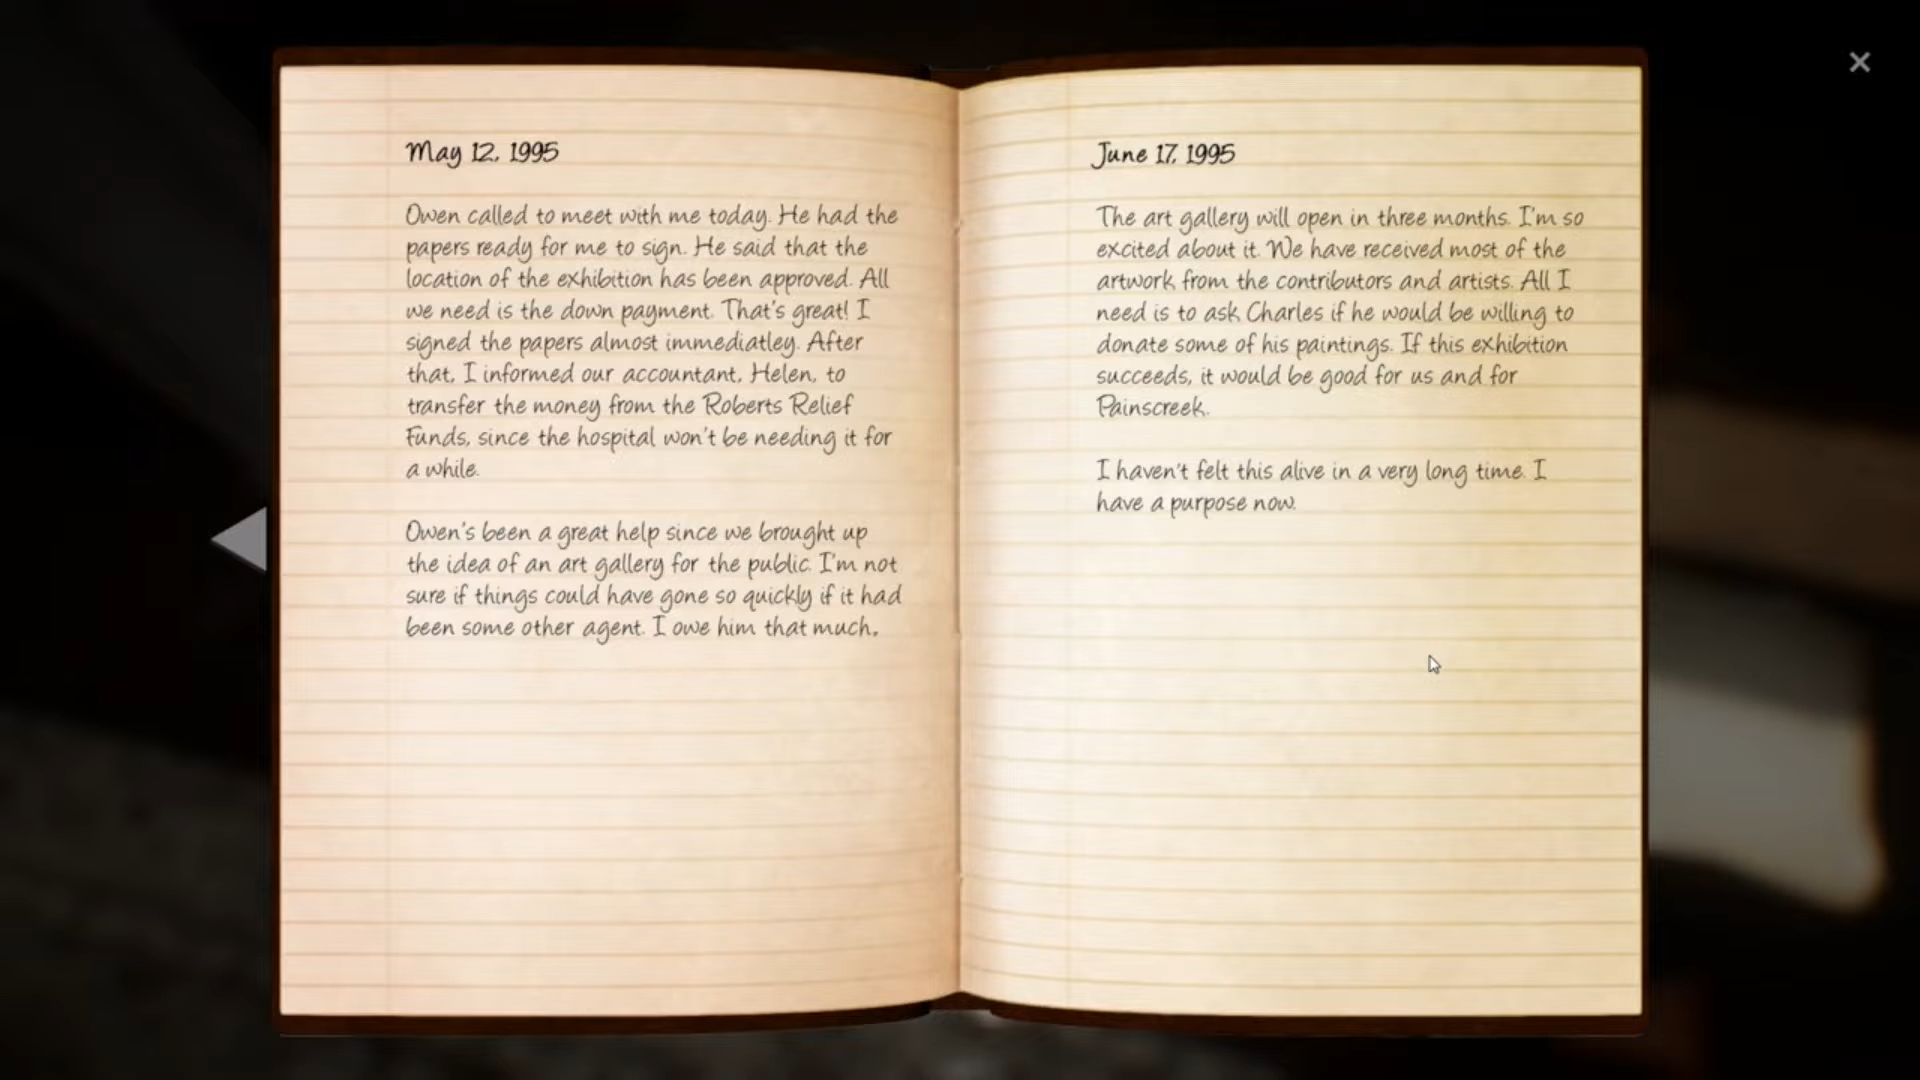 May 12, 1995
Owen called to meet with me today. He had the
papers ready for me to sign. He said that the
location of the exhibition has been approved. All
we need is the down payment. That's great! I
signed the papers almost immediatley. After
that, I informed our accountant, Helen, to
transfer the money from the Roberts Relief
Funds, since the hospital won't be needing it for
a while.
Owen's been a great help since we brought up
the idea of an art gallery for the public. I'm not
sure if things could have gone so quickly if it had
been some other agent. I owe him that much.
June 17, 1995
The art gallery will open in three months. I'm so
excited about it. We have received most of the
artwork from the contributors and artists. All I
need is to ask Charles if he would be willing to
donate some of his paintings. If this exhibition
succeeds, it would be good for us and for
Painscreek.
I haven't felt this alive in a very long time. I
have a purpose now.